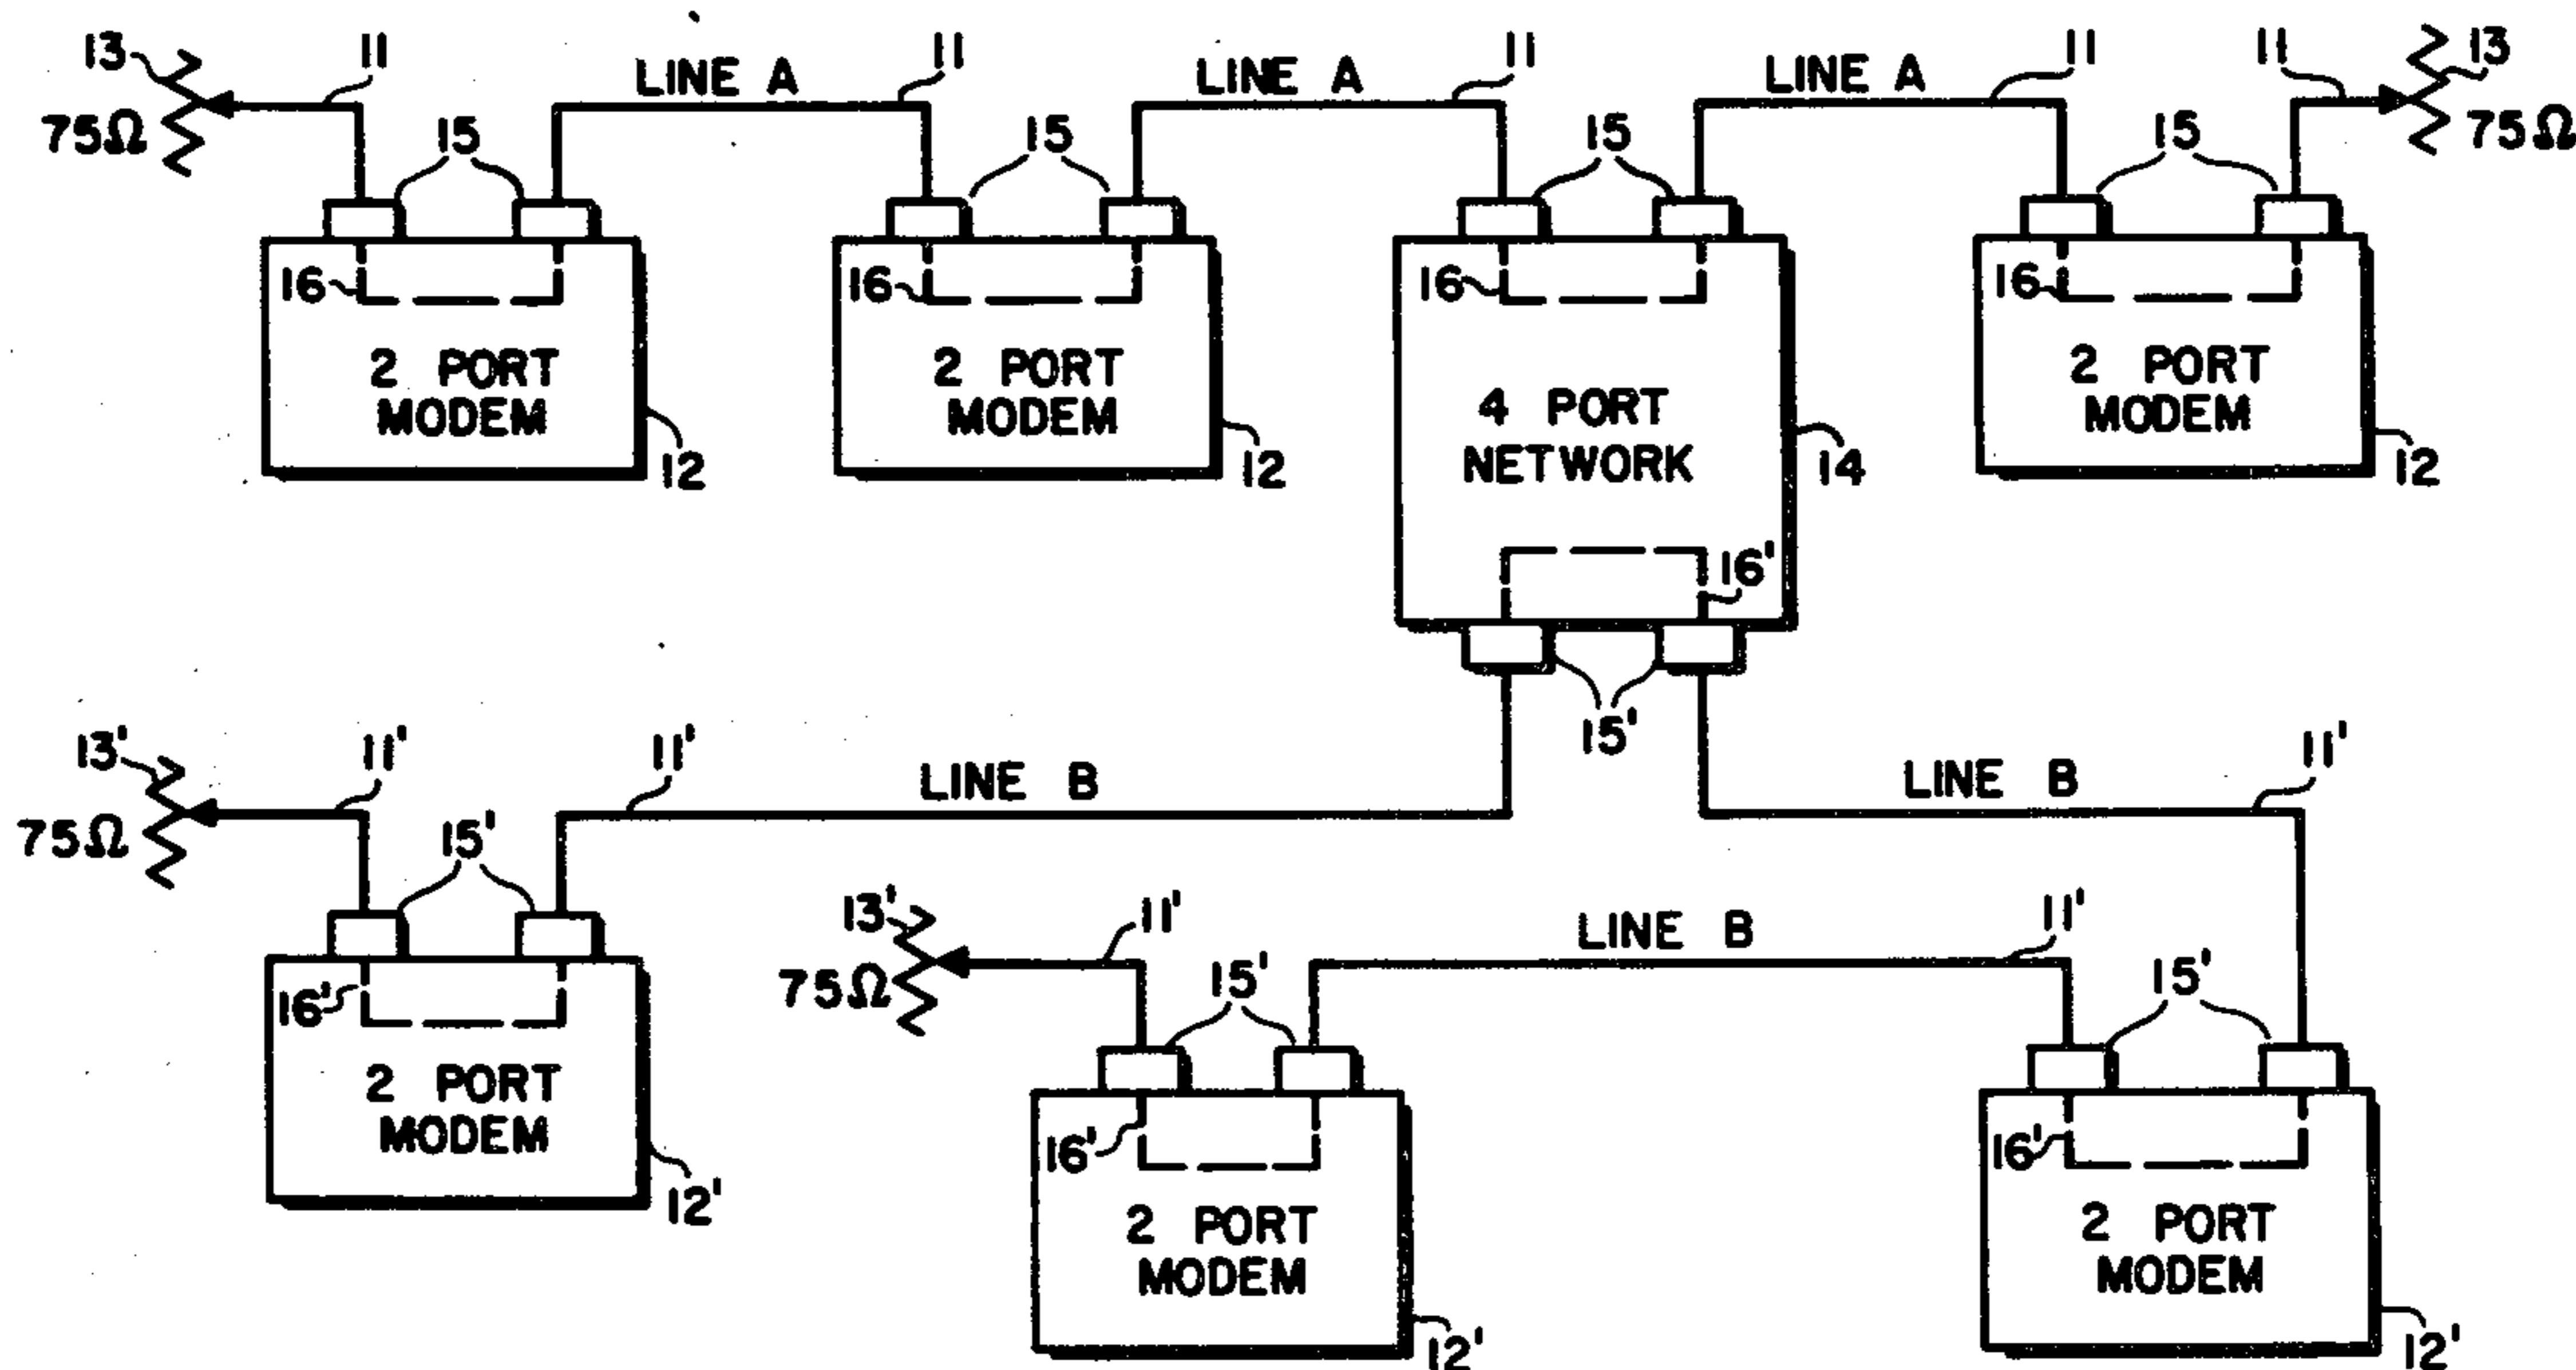 13 11 LINE A 11 LINE A 11 LINE A 11 11 13
75Ω 15 15 15 15 75Ω
16 16 16 16
2 PORT MODEM 12
2 PORT MODEM 12
4 PORT NETWORK 14
2 PORT MODEM 12
16'
15'
13' 11' 11' LINE B LINE B 11'
75Ω 15'
13' 11' LINE B 11'
75Ω 15' 15'
16' 16' 16'
2 PORT MODEM 12'
2 PORT MODEM 12'
2 PORT MODEM 12'